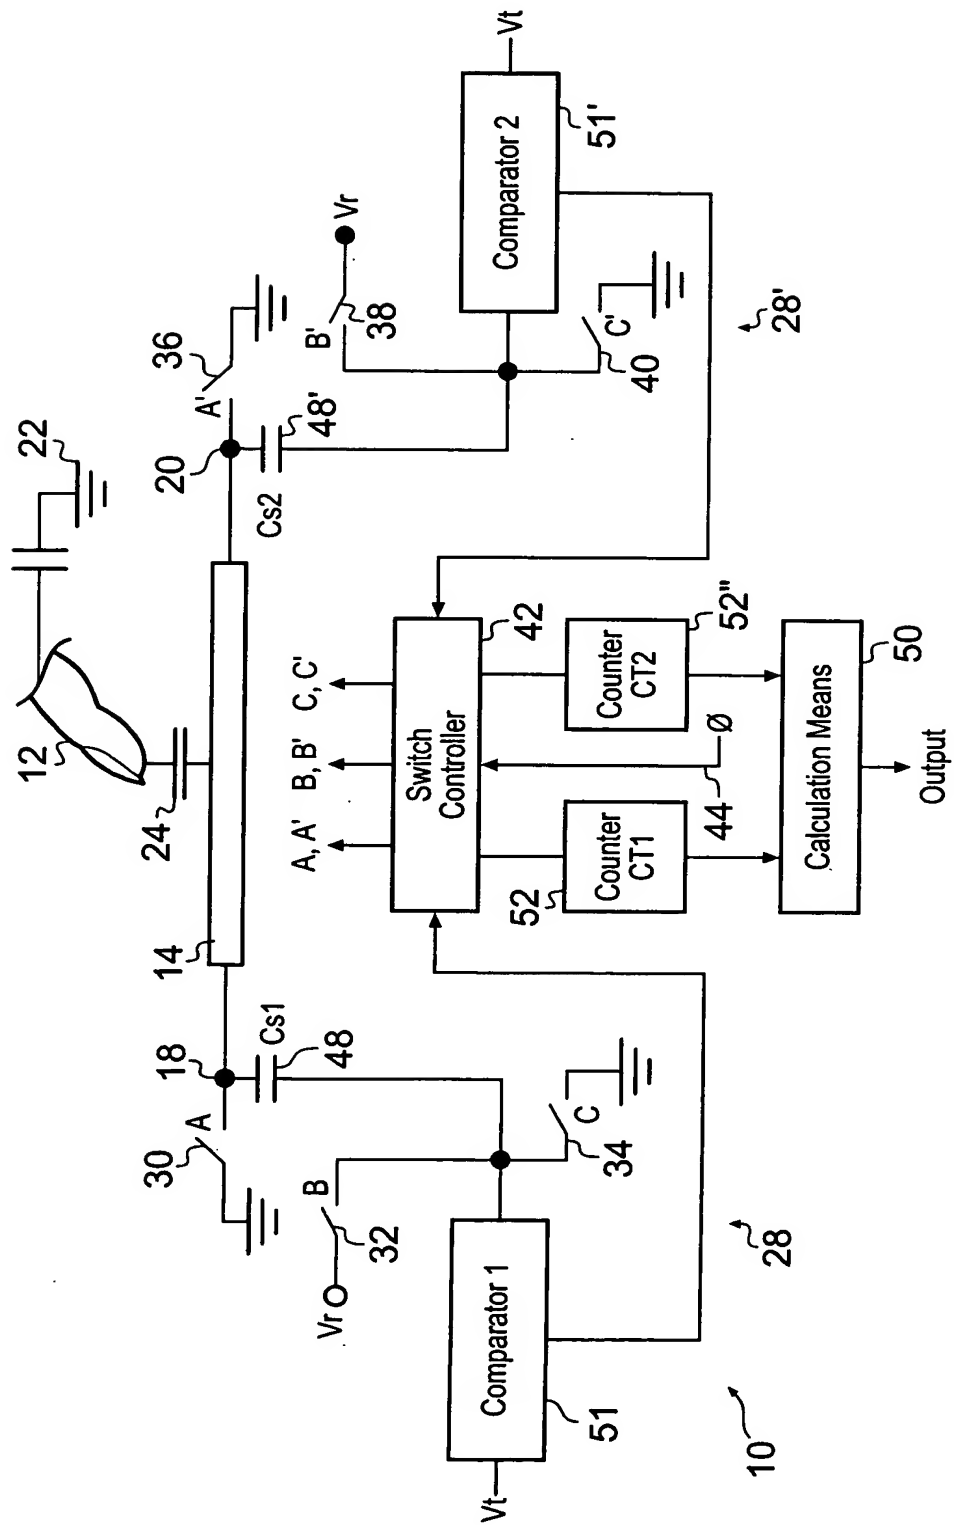 12
22
24
14
18
20
30
A
Cs1
48
36
A'
Cs2
48'
B'
38
Vr
Vr
B
32
C
34
C'
40
A, A'
B, B'
C, C'
Switch
Controller
42
Comparator 1
51
Vt
Comparator 2
51'
Vt
28
28'
52
Counter
CT1
44
Ø
Counter
CT2
52"
Calculation Means
50
Output
10